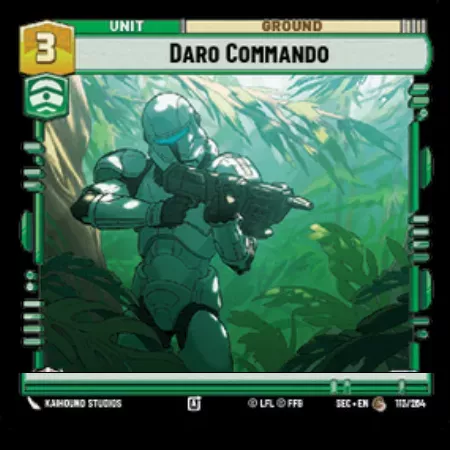 UNIT GROUND
3 DARO COMMANDO
KAIHOUND STUDIOS A © LFL © FFG SEC • EN 113/264